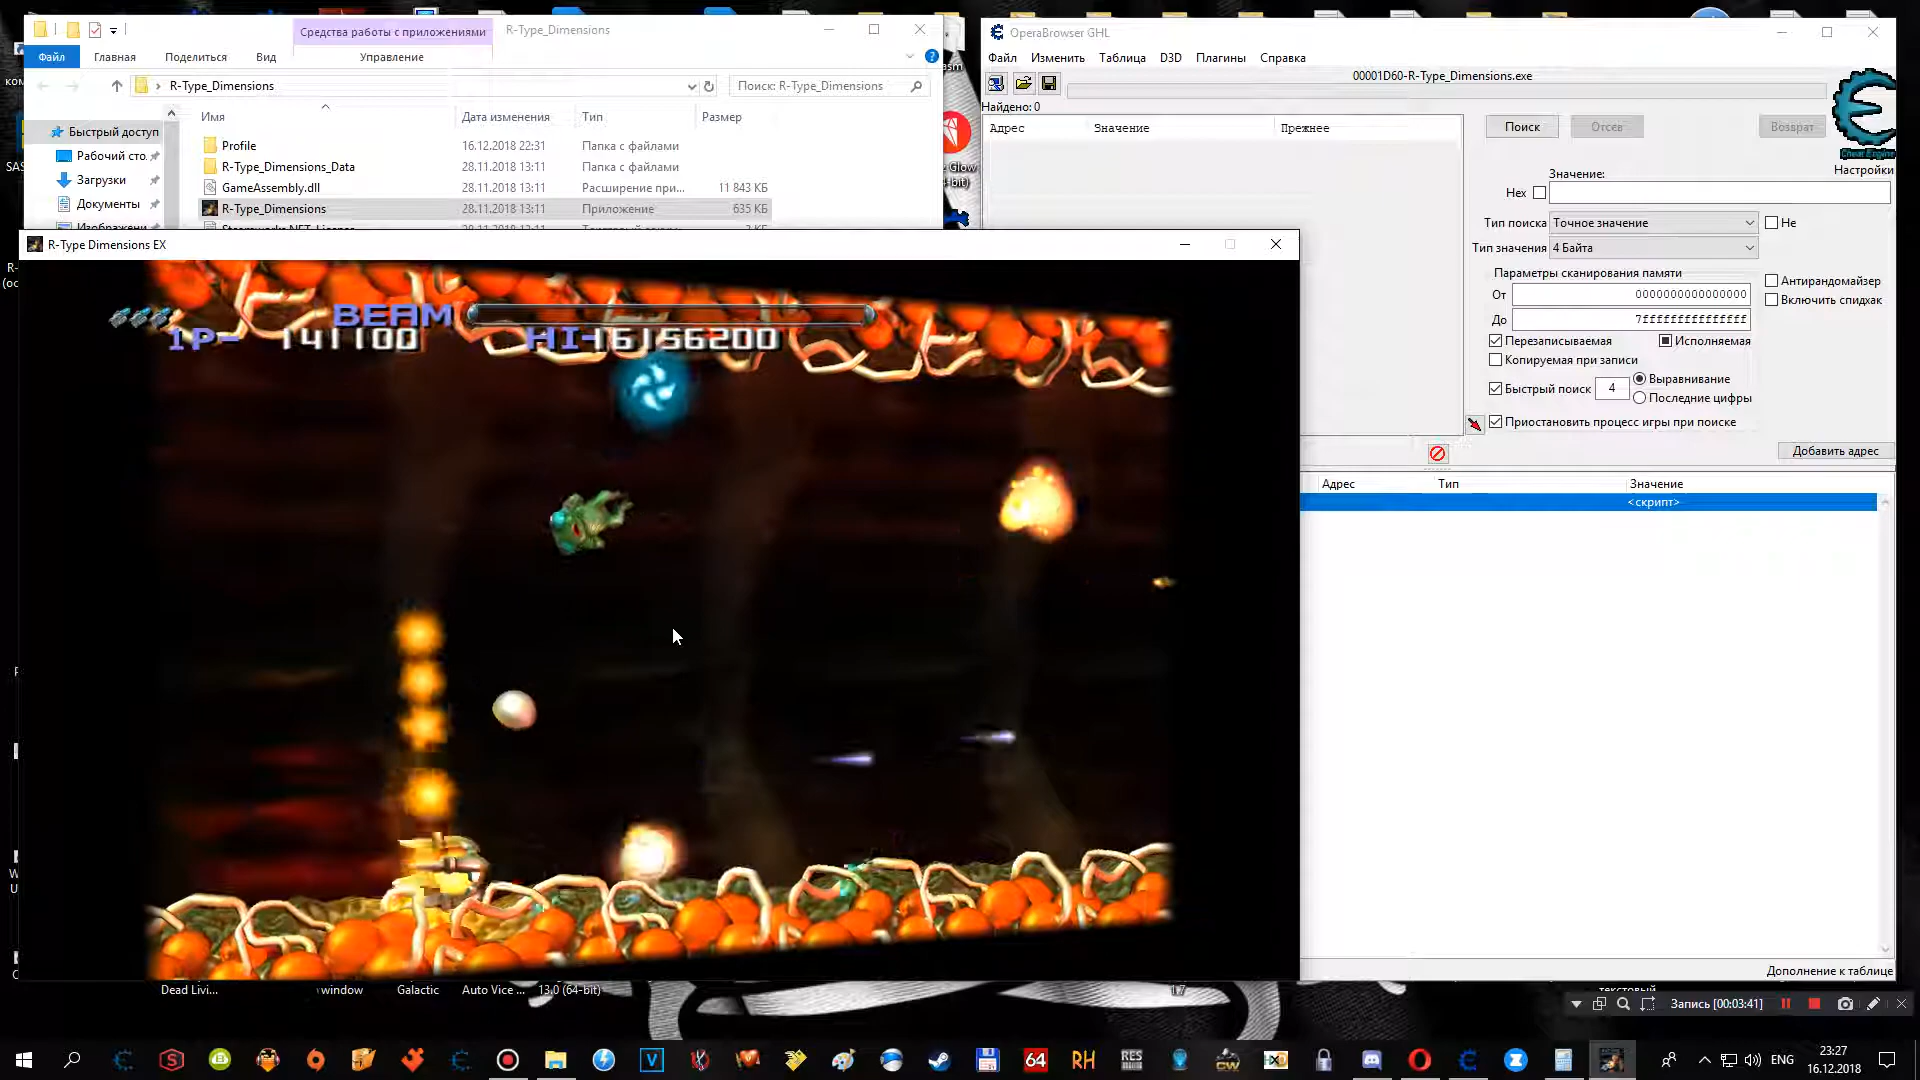 Средства работы с приложениями
R-Type_Dimensions
Файл
Главная
Поделиться
Вид
Управление
R-Type_Dimensions
Поиск: R-Type_Dimensions
Имя
Дата изменения
Тип
Размер
Быстрый доступ
Рабочий сто.
Загрузки
Документы
Profile
16.12.2018 22:31
Папка с файлами
R-Type_Dimensions_Data
28.11.2018 13:11
Папка с файлами
GameAssembly.dll
28.11.2018 13:11
Расширение при...
11 843 КБ
R-Type_Dimensions
28.11.2018 13:11
Приложение
635 КБ
R-Type Dimensions EX
BEAM
1P- 141100
HI-16156200
OperaBrowser GHL
Файл
Изменить
Таблица
D3D
Плагины
Справка
00001D60-R-Type_Dimensions.exe
Найдено: 0
Адрес
Значение
Прежнее
Поиск
Отсев
Возврат
Cheat Engine
Настройки
Значение:
Hex
Тип поиска
Точное значение
Не
Тип значения
4 Байта
Параметры сканирования памяти
От
0000000000000000
До
7fffffffffffffff
Антирандомайзер
Включить спидхак
Перезаписываемая
Исполняемая
Копируемая при записи
Быстрый поиск
4
Выравнивание
Последние цифры
Приостановить процесс игры при поиске
Добавить адрес
Адрес
Тип
Значение
<скрипт>
Дополнение к таблице
Dead Livi...
window
Galactic
Auto Vice ...
13.0 (64-bit)
Запись [00:03:41]
64
RH
RES
HEX
CW
V
ENG
23:27
16.12.2018